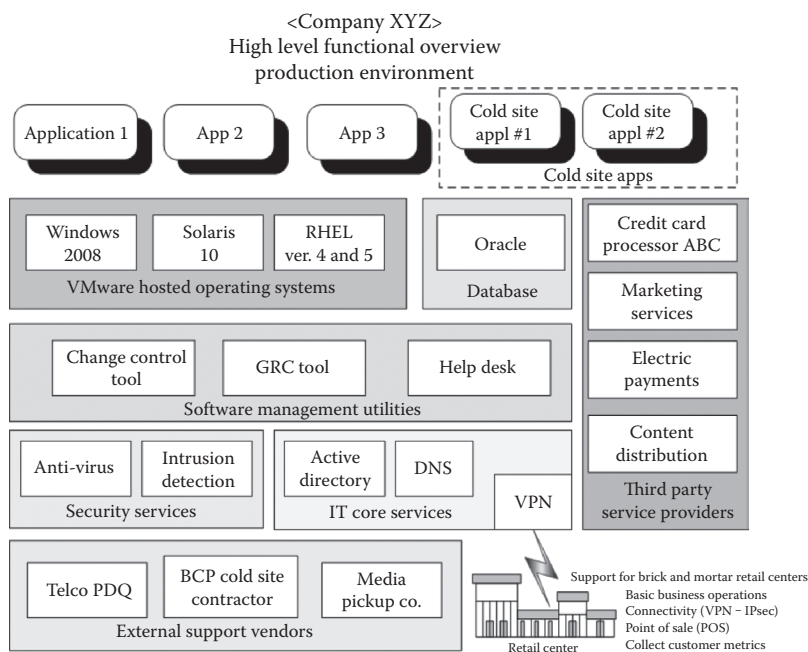 <Company XYZ>
High level functional overview
production environment
Application 1
App 2
App 3
Cold site
appl #1
Cold site
appl #2
Cold site apps
Windows
2008
Solaris
10
RHEL
ver. 4 and 5
VMware hosted operating systems
Oracle
Database
Credit card
processor ABC
Marketing
services
Electric
payments
Content
distribution
Third party
service providers
Change control
tool
GRC tool
Help desk
Software management utilities
Anti-virus
Intrusion
detection
Security services
Active
directory
DNS
VPN
IT core services
Telco PDQ
BCP cold site
contractor
Media
pickup co.
External support vendors
Support for brick and mortar retail centers
Basic business operations
Connectivity (VPN – IPsec)
Point of sale (POS)
Collect customer metrics
Retail center